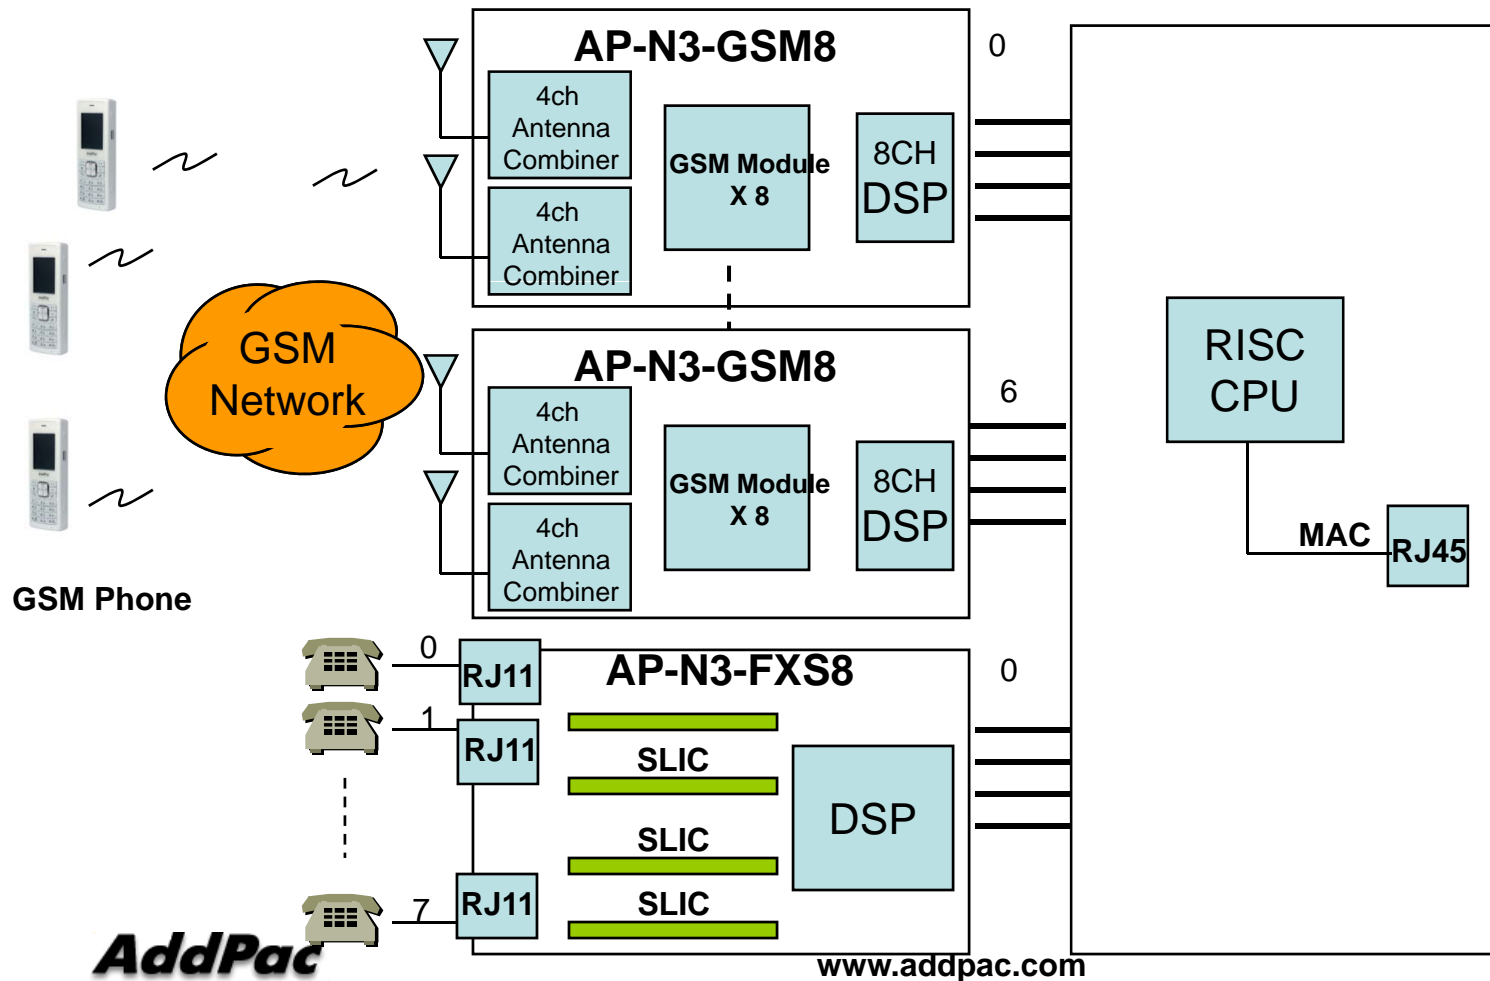 AP-N3-GSM8
0
4ch
Antenna
Combiner
4ch
Antenna
Combiner
GSM Module
X 8
8CH
DSP
GSM
Network
AP-N3-GSM8
6
4ch
Antenna
Combiner
4ch
Antenna
Combiner
GSM Module
X 8
8CH
DSP
RISC
CPU
MAC
RJ45
GSM Phone
0
RJ11
AP-N3-FXS8
0
1
RJ11
SLIC
DSP
SLIC
7
RJ11
SLIC
AddPac
www.addpac.com